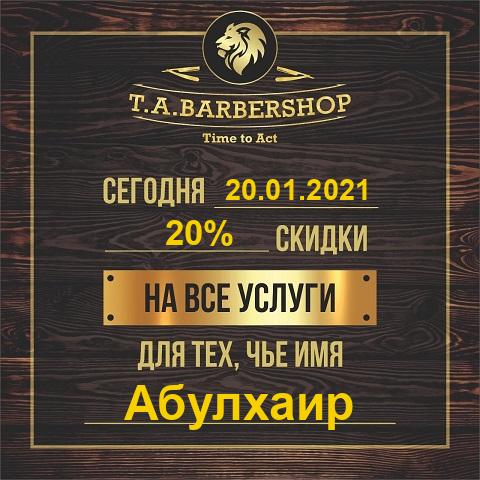 T.A.BARBERSHOP
Time to Act
СЕГОДНЯ 20.01.2021
20% СКИДКИ
НА ВСЕ УСЛУГИ
ДЛЯ ТЕХ, ЧЬЕ ИМЯ
Абулхаир